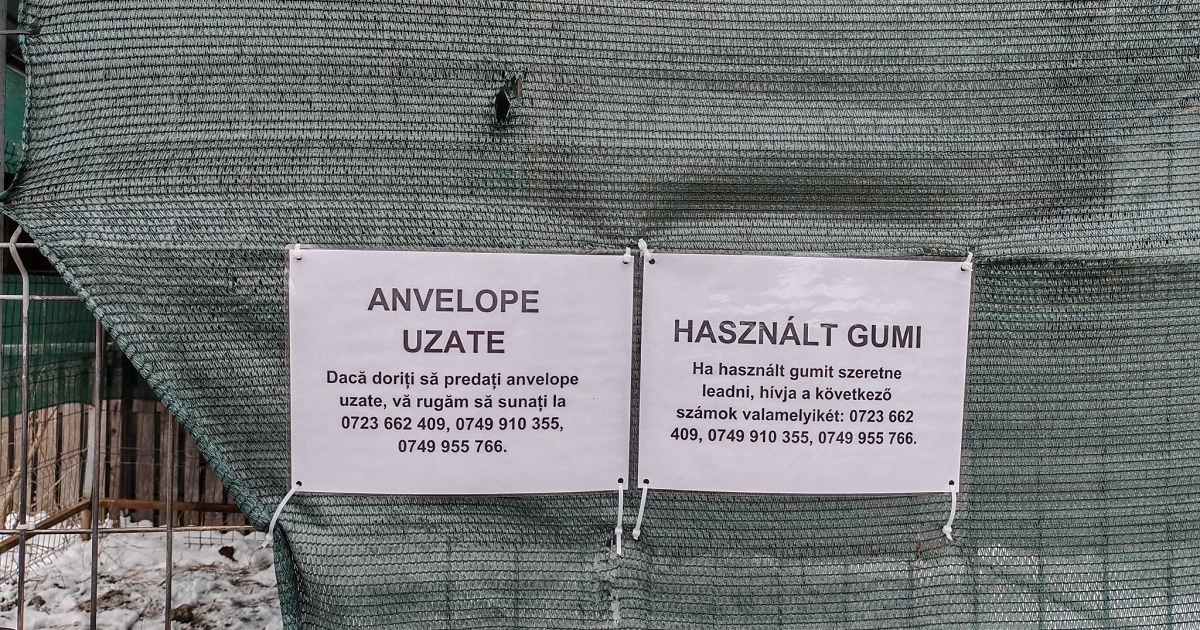 ANVELOPE
UZATE
Dacă doriți să predați anvelope
uzate, vă rugăm să sunați la
0723 662 409, 0749 910 355,
0749 955 766.
HASZNÁLT GUMI
Ha használt gumit szeretne
leadni, hívja a következő
számok valamelyikét: 0723 662
409, 0749 910 355, 0749 955 766.